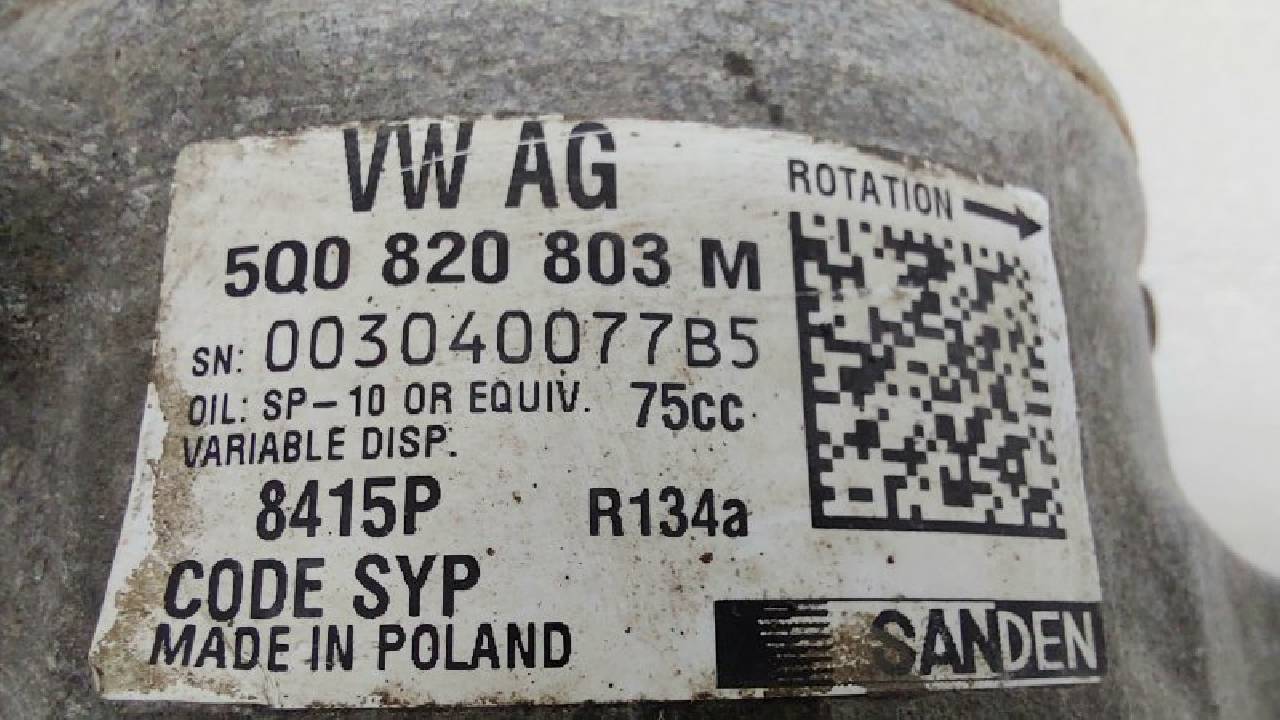 VW AG
ROTATION
5Q0 820 803 M
SN: 003040077B5
OIL: SP-10 OR EQUIV. 75cc
VARIABLE DISP.
8415P R134a
CODE SYP
MADE IN POLAND
SANDEN